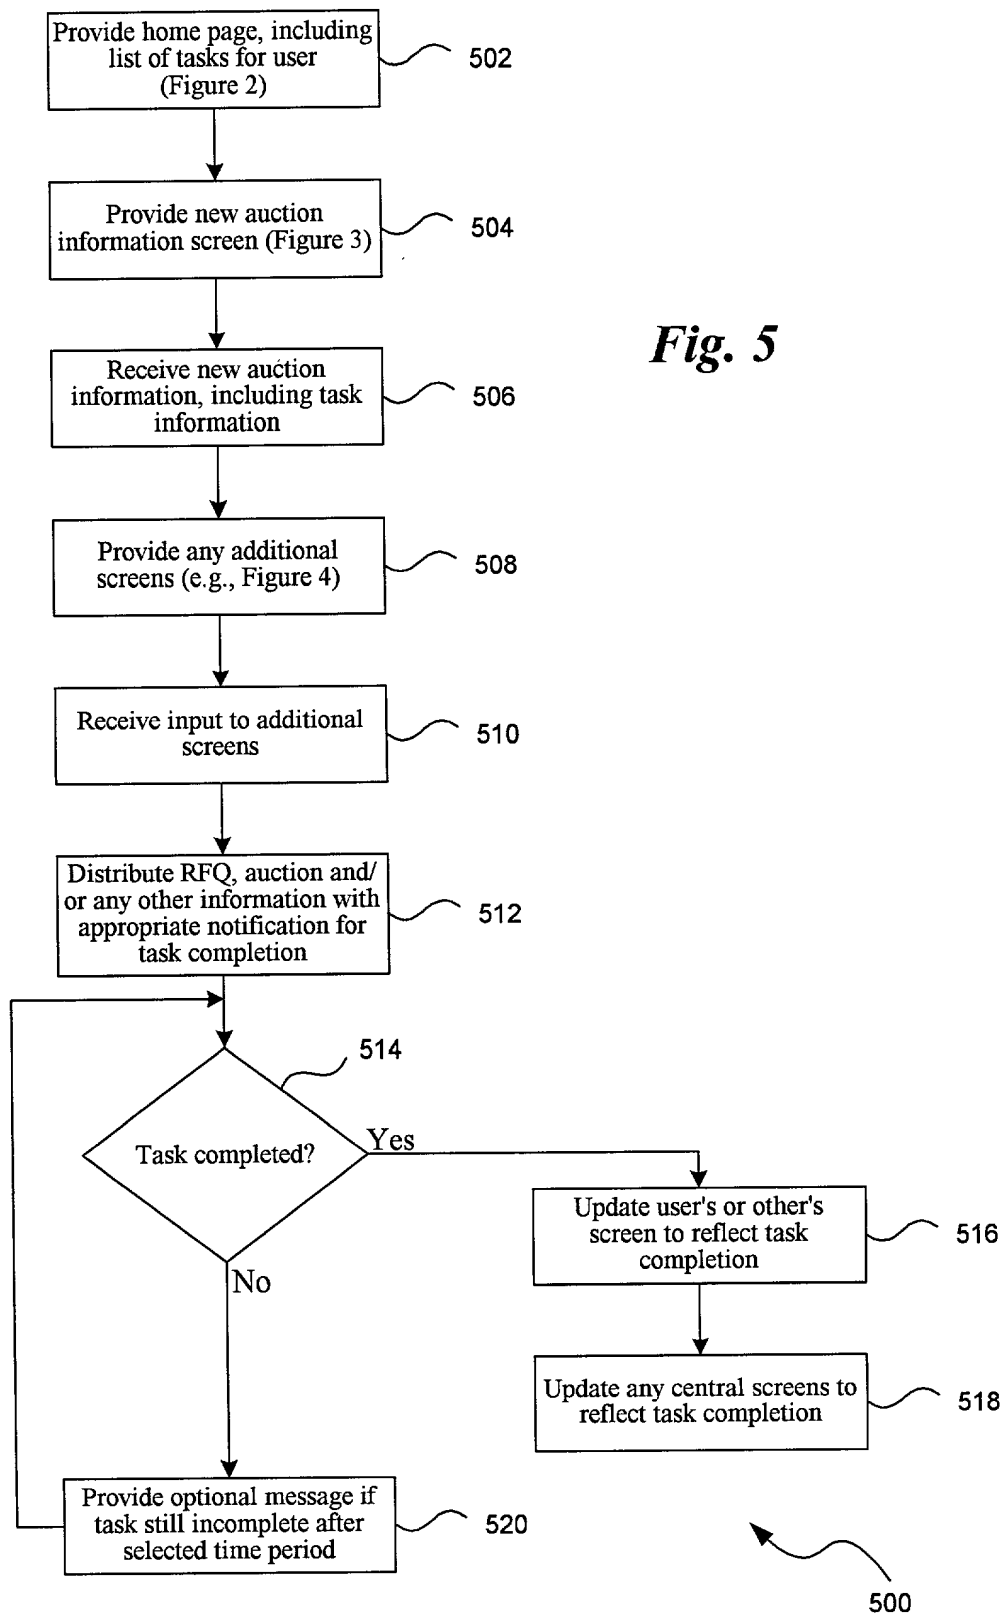 Provide home page, including
list of tasks for user
(Figure 2)
502
Provide new auction
information screen (Figure 3)
504
Fig. 5
Receive new auction
information, including task
information
506
Provide any additional
screens (e.g., Figure 4)
508
Receive input to additional
screens
510
Distribute RFQ, auction and/
or any other information with
appropriate notification for
task completion
512
514
Task completed?
Yes
No
Update user's or other's
screen to reflect task
completion
516
Update any central screens to
reflect task completion
518
Provide optional message if
task still incomplete after
selected time period
520
500